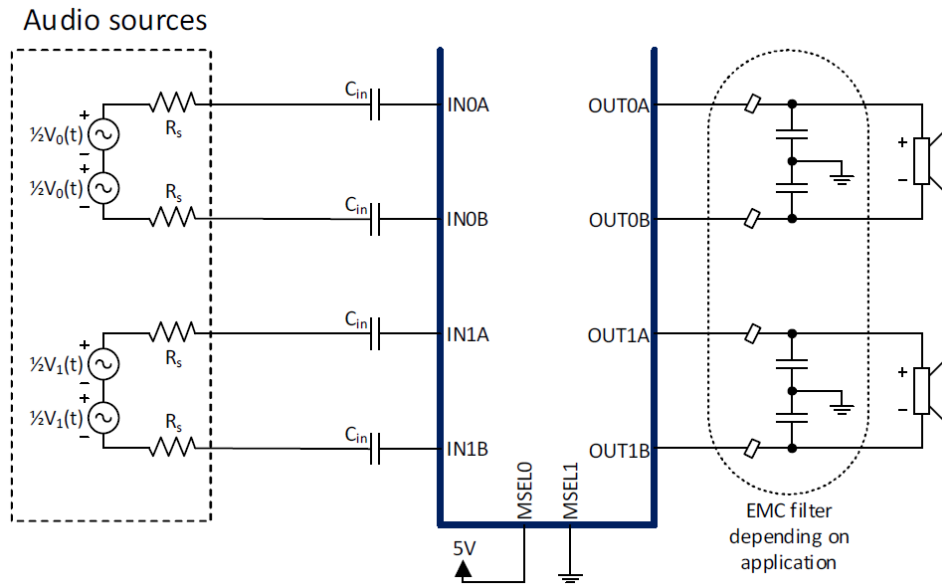 Audio sources
½V₀(t)
+
−
½V₀(t)
+
−
Rₛ
Rₛ
Cᵢₙ
Cᵢₙ
IN0A
IN0B
OUT0A
OUT0B
+
−
½V₁(t)
+
−
½V₁(t)
+
−
Rₛ
Rₛ
Cᵢₙ
Cᵢₙ
IN1A
IN1B
OUT1A
OUT1B
+
−
MSEL0
MSEL1
5V
EMC filter
depending on
application